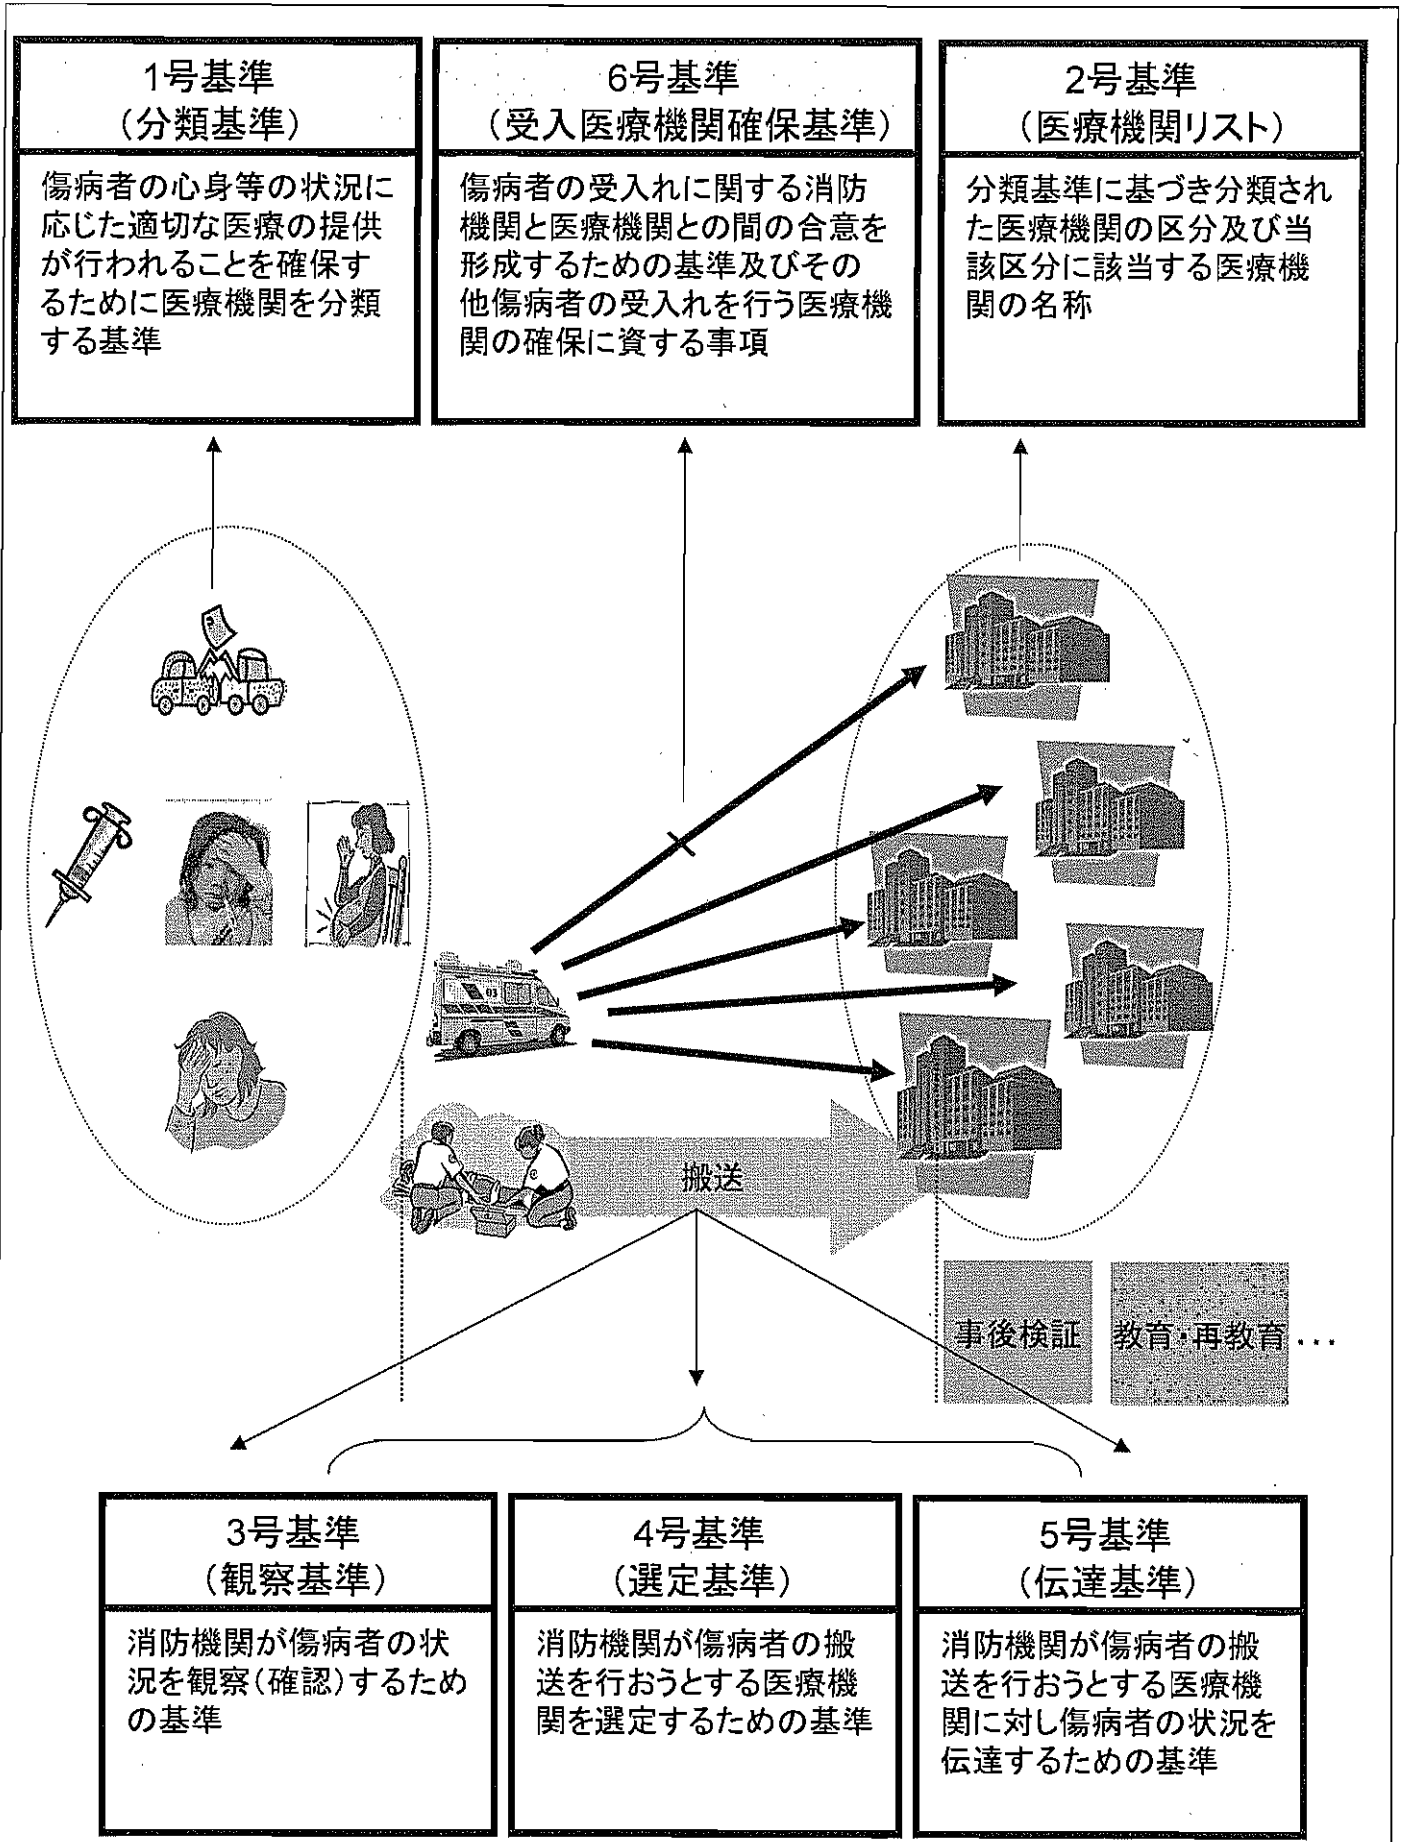 1号基準
（分類基準）
傷病者の心身等の状況に
応じた適切な医療の提供
が行われることを確保す
るために医療機関を分類
する基準
6号基準
（受入医療機関確保基準）
傷病者の受入れに関する消防
機関と医療機関との間の合意を
形成するための基準及びその
他傷病者の受入れを行う医療機
関の確保に資する事項
2号基準
（医療機関リスト）
分類基準に基づき分類され
た医療機関の区分及び当
該区分に該当する医療機
関の名称
03
搬送
事後検証
教育・再教育・・・
3号基準
（観察基準）
消防機関が傷病者の状
況を観察（確認）するため
の基準
4号基準
（選定基準）
消防機関が傷病者の搬
送を行おうとする医療機
関を選定するための基準
5号基準
（伝達基準）
消防機関が傷病者の搬
送を行おうとする医療機
関に対し傷病者の状況を
伝達するための基準